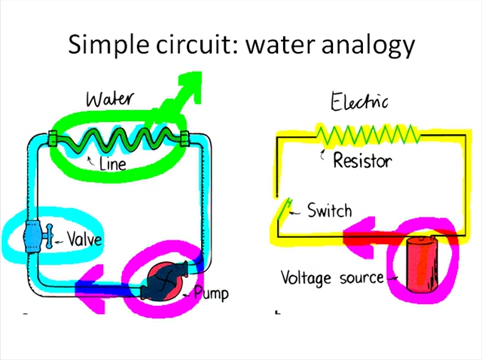 Simple circuit: water analogy
Water
Line
Valve
Pump
Electric
Resistor
Switch
Voltage source